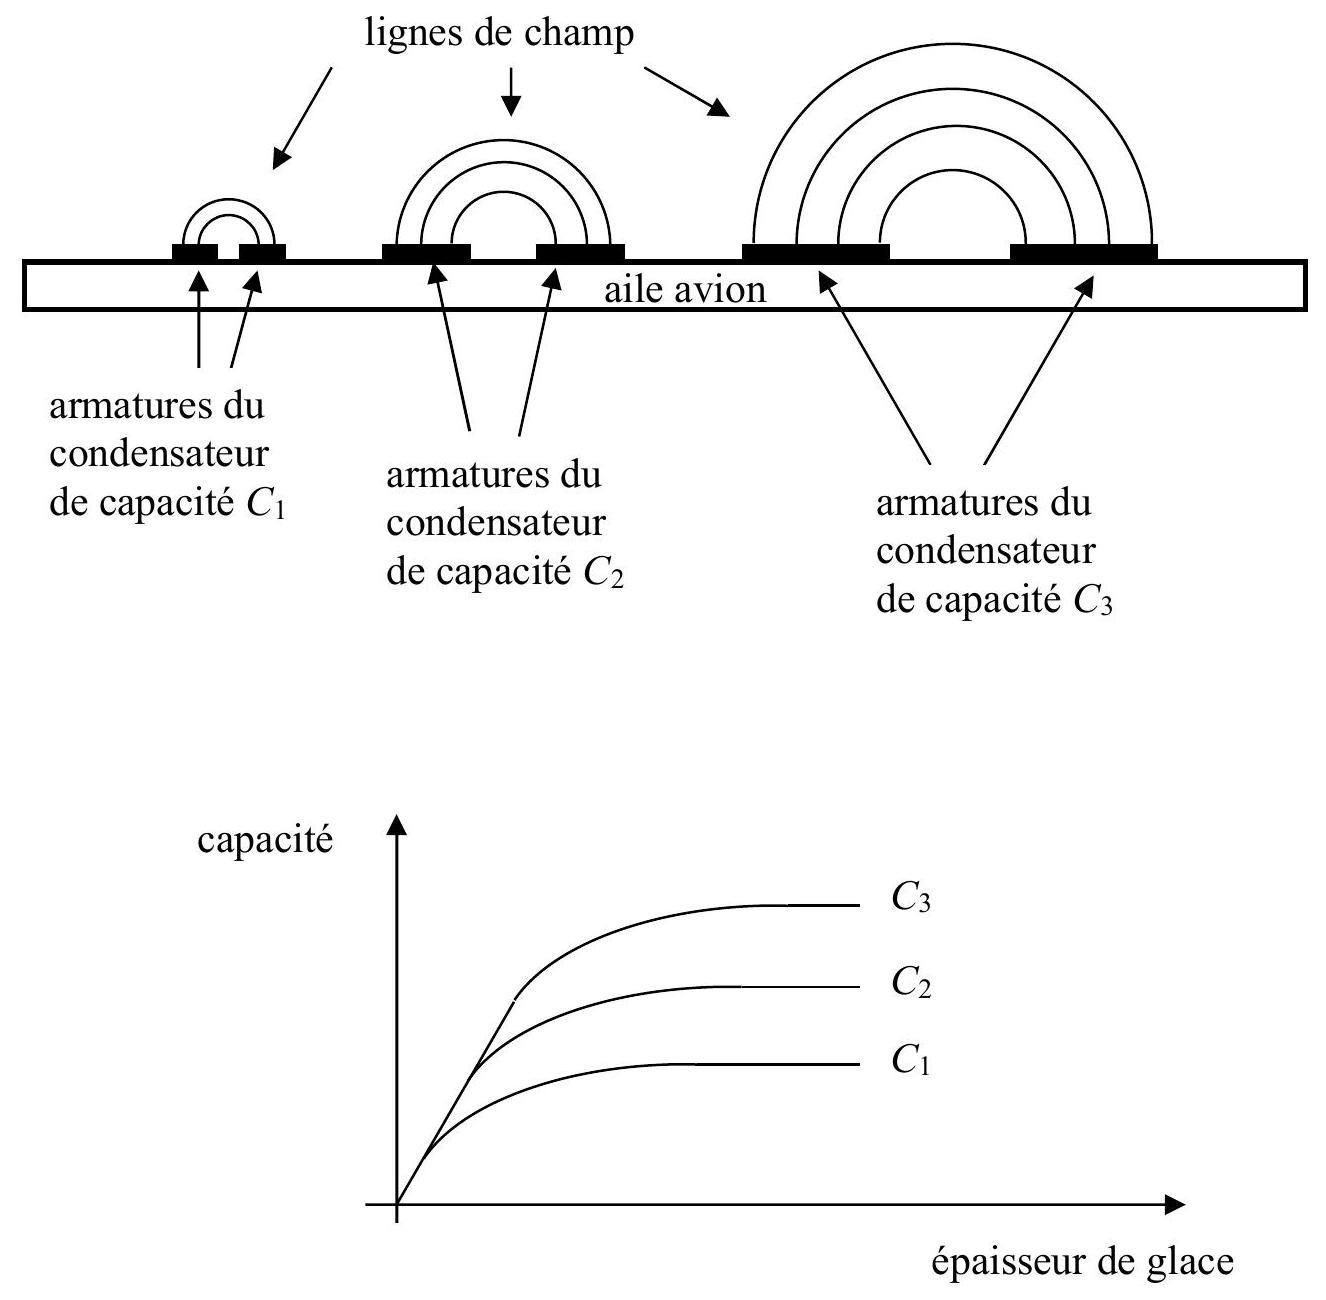 lignes de champ
aile avion
armatures du
condensateur
de capacité C1
armatures du
condensateur
de capacité C2
armatures du
condensateur
de capacité C3
capacité
C3
C2
C1
épaisseur de glace